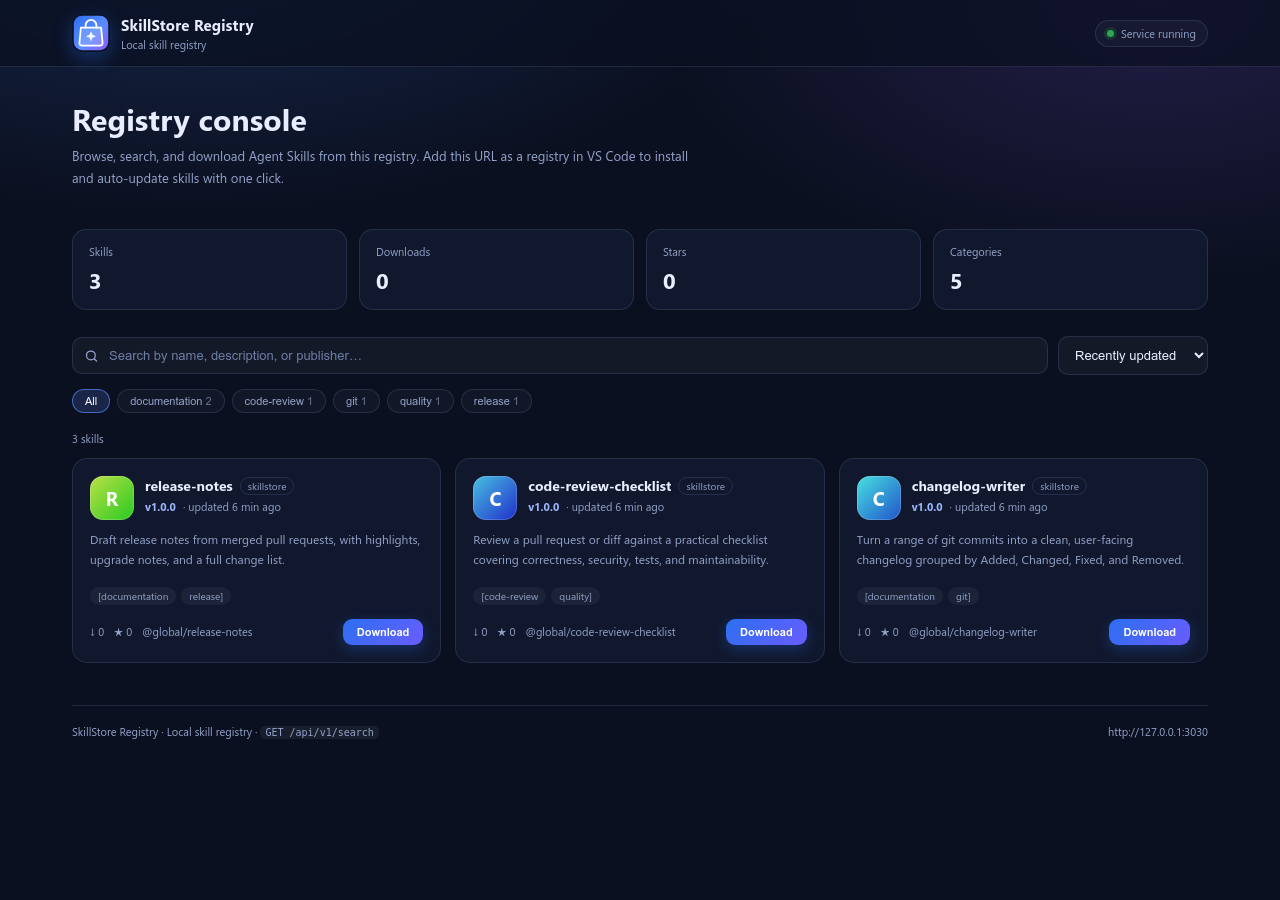 SkillStore Registry
Local skill registry
Service running
Registry console
Browse, search, and download Agent Skills from this registry. Add this URL as a registry in VS Code to install
and auto-update skills with one click.
Skills
3
Downloads
0
Stars
0
Categories
5
Search by name, description, or publisher…
Recently updated
All
documentation 2
code-review 1
git 1
quality 1
release 1
3 skills
R
release-notes skillstore
v1.0.0 · updated 6 min ago
Draft release notes from merged pull requests, with highlights,
upgrade notes, and a full change list.
[documentation release]
↓ 0 ★ 0 @global/release-notes Download
C
code-review-checklist skillstore
v1.0.0 · updated 6 min ago
Review a pull request or diff against a practical checklist
covering correctness, security, tests, and maintainability.
[code-review quality]
↓ 0 ★ 0 @global/code-review-checklist Download
C
changelog-writer skillstore
v1.0.0 · updated 6 min ago
Turn a range of git commits into a clean, user-facing
changelog grouped by Added, Changed, Fixed, and Removed.
[documentation git]
↓ 0 ★ 0 @global/changelog-writer Download
SkillStore Registry · Local skill registry · GET /api/v1/search
http://127.0.0.1:3030